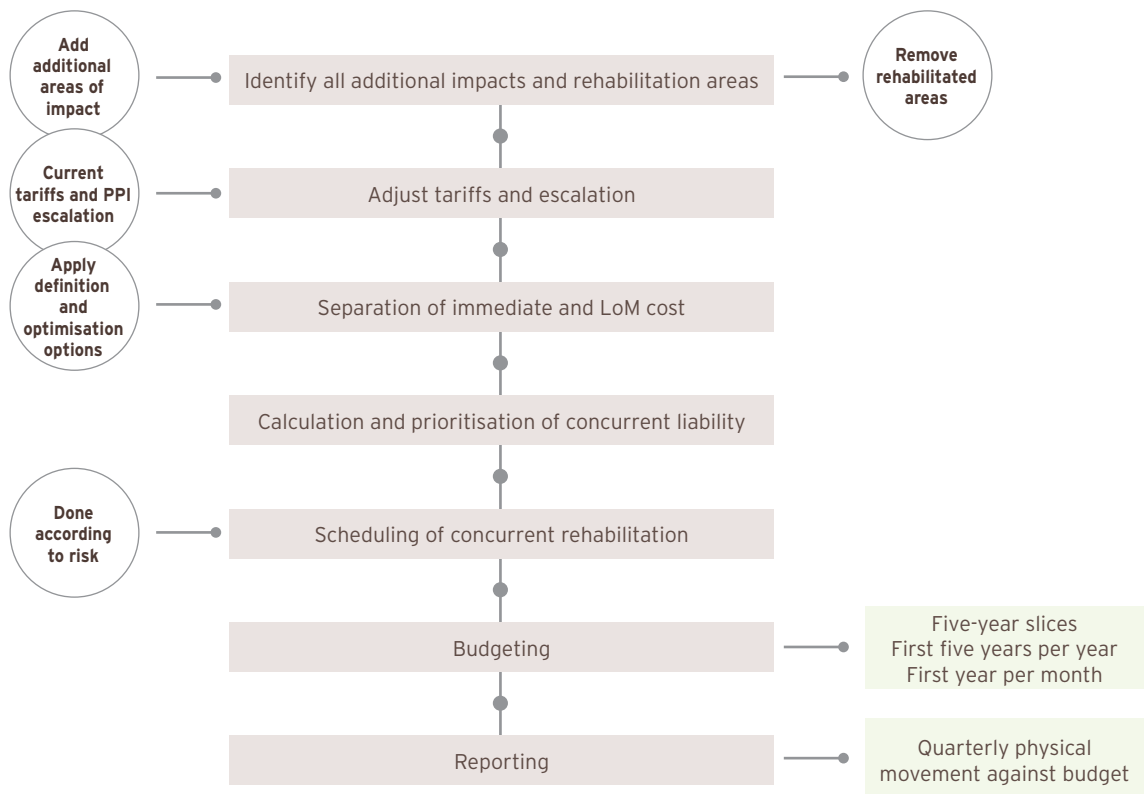 Add
additional
areas of
impact
Identify all additional impacts and rehabilitation areas
Remove
rehabilitated
areas
Current
tariffs and PPI
escalation
Adjust tariffs and escalation
Apply
definition
and
optimisation
options
Separation of immediate and LoM cost
Calculation and prioritisation of concurrent liability
Done
according
to risk
Scheduling of concurrent rehabilitation
Budgeting
Five-year slices
First five years per year
First year per month
Reporting
Quarterly physical
movement against budget